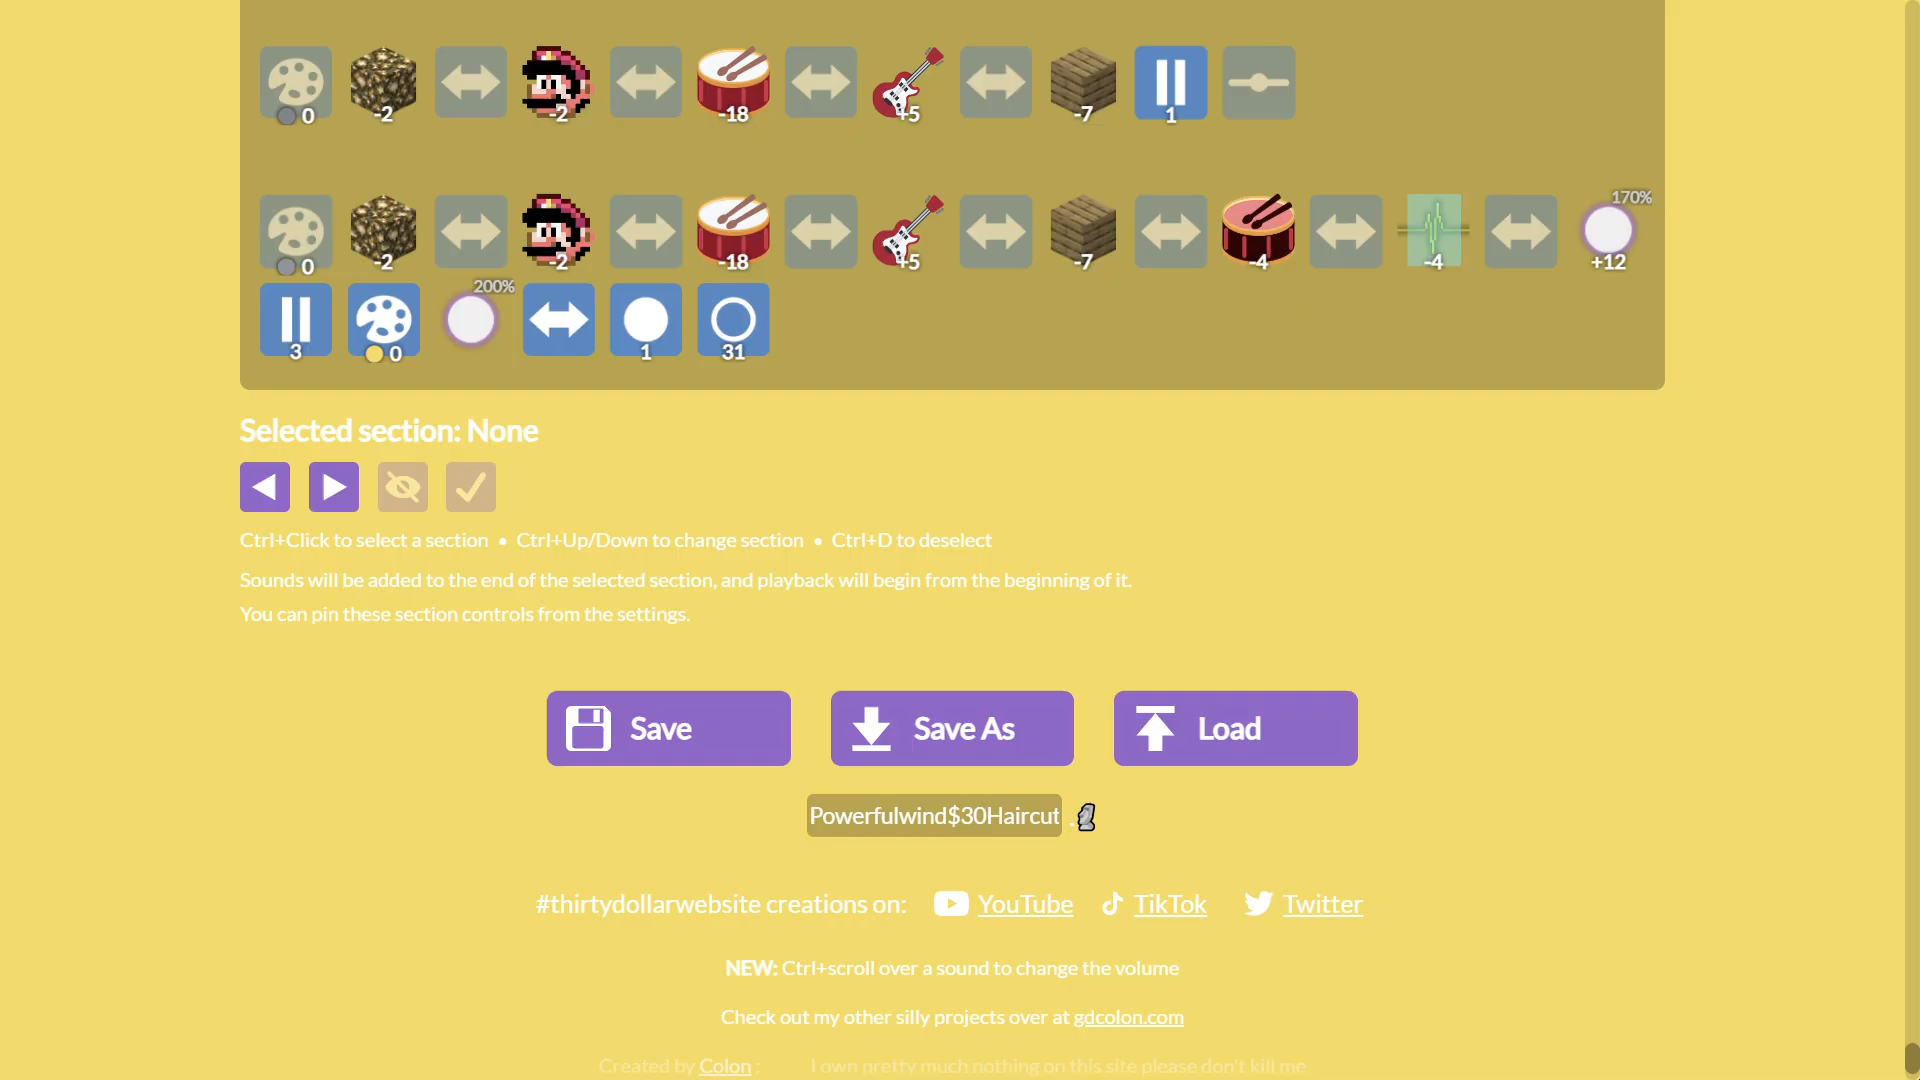 0 -2 -2 -18 +5 -7 1
170%
0 -2 -2 -18 +5 -7 -4 -4 +12
200%
3 0 1 31
Selected section: None
Ctrl+Click to select a section • Ctrl+Up/Down to change section • Ctrl+D to deselect
Sounds will be added to the end of the selected section, and playback will begin from the beginning of it.
You can pin these section controls from the settings.
Save Save As Load
Powerfulwind$30Haircut .🗿
#thirtydollarwebsite creations on: YouTube TikTok Twitter
NEW: Ctrl+scroll over a sound to change the volume
Check out my other silly projects over at gdcolon.com
Created by Colon : I own pretty much nothing on this site please don't kill me